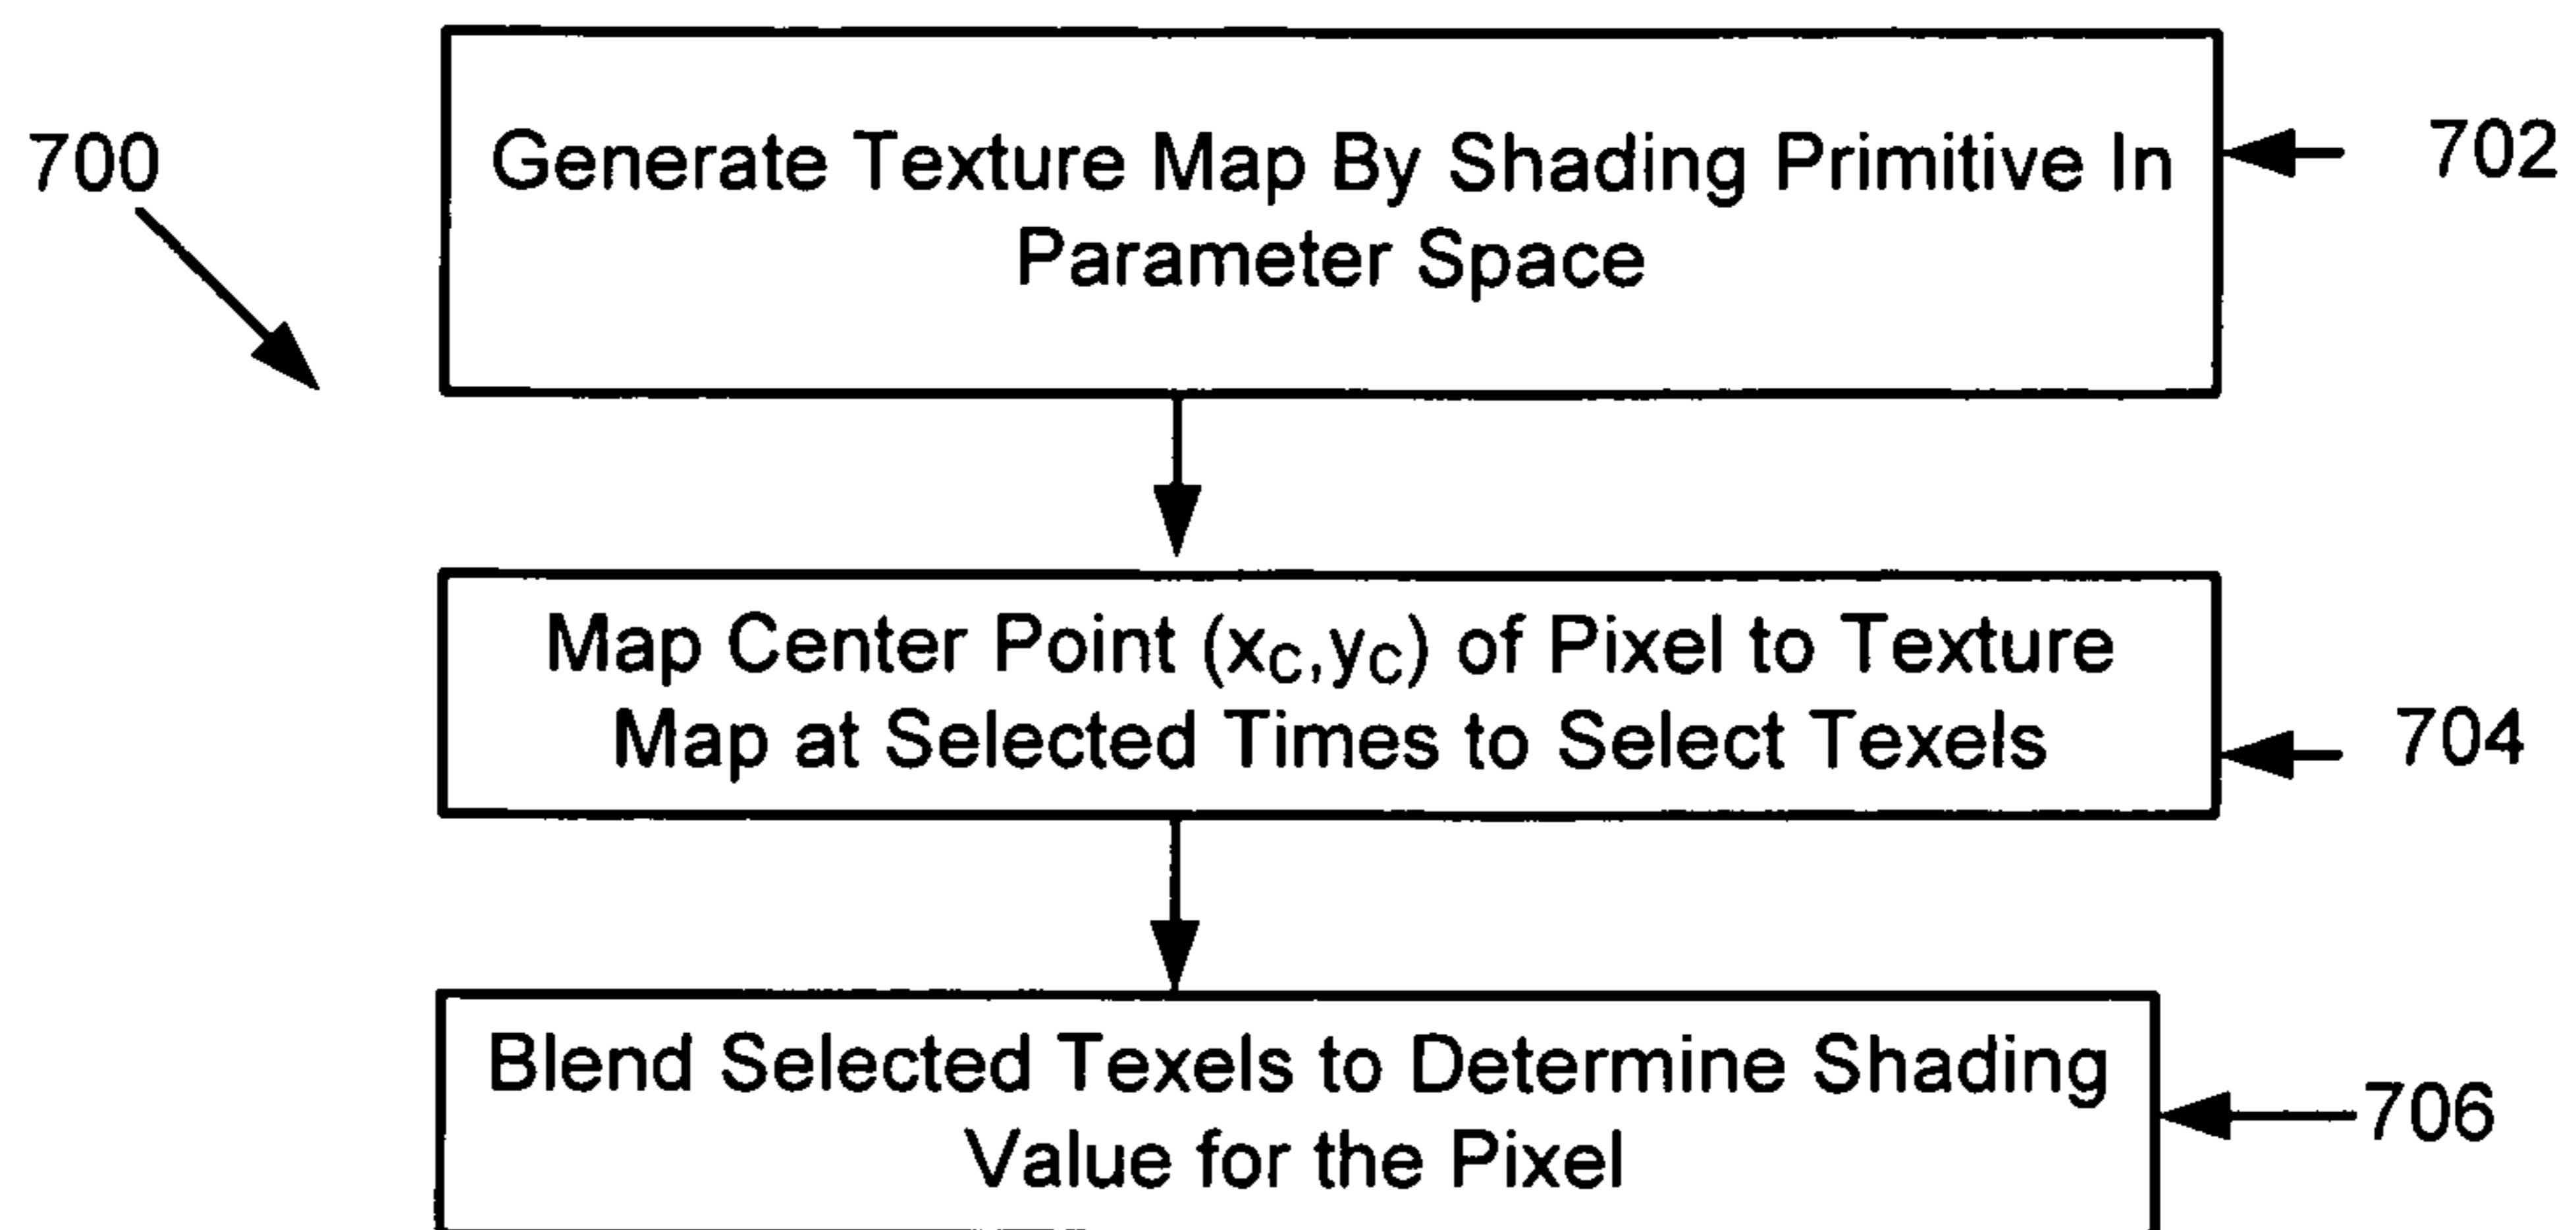 700
Generate Texture Map By Shading Primitive In
Parameter Space
702
Map Center Point (xc,yc) of Pixel to Texture
Map at Selected Times to Select Texels
704
Blend Selected Texels to Determine Shading
Value for the Pixel
706